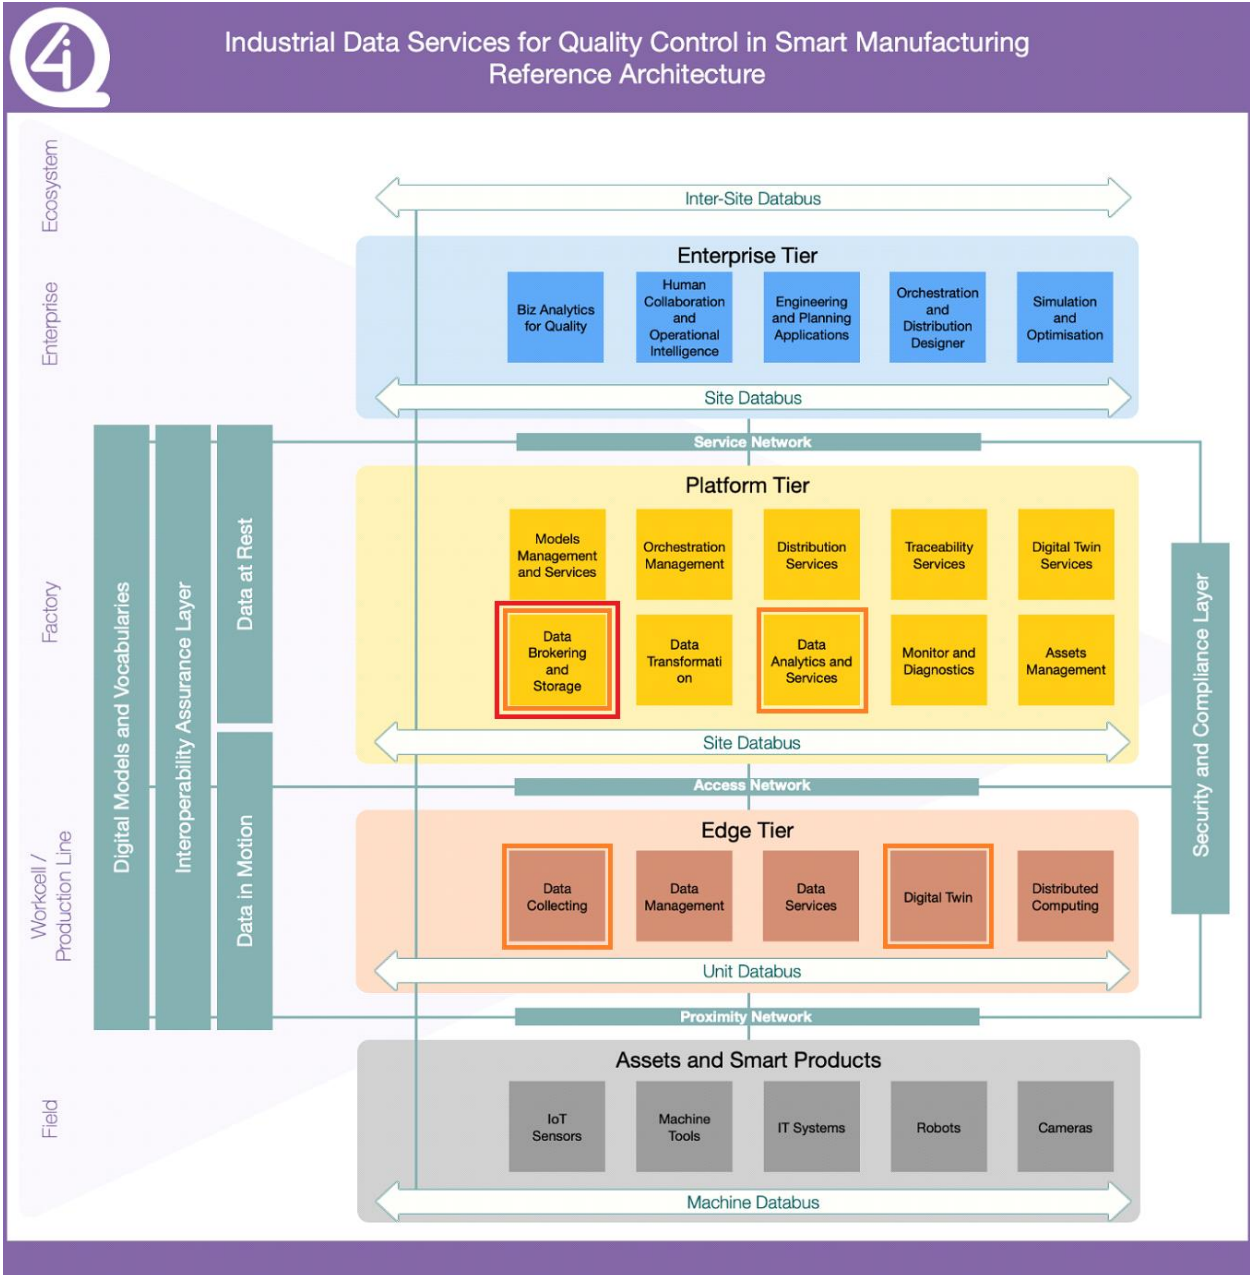 i
4
Industrial Data Services for Quality Control in Smart Manufacturing
Reference Architecture
Ecosystem
Enterprise
Factory
Workcell /
Production Line
Field
Digital Models and Vocabularies
Interoperability Assurance Layer
Data at Rest
Data in Motion
Inter-Site Databus
Enterprise Tier
Biz Analytics
for Quality
Human
Collaboration
and
Operational
Intelligence
Engineering
and Planning
Applications
Orchestration
and
Distribution
Designer
Simulation
and
Optimisation
Site Databus
Service Network
Platform Tier
Models
Management
and Services
Orchestration
Management
Distribution
Services
Traceability
Services
Digital Twin
Services
Data
Brokering
and
Storage
Data
Transformati
on
Data
Analytics and
Services
Monitor and
Diagnostics
Assets
Management
Site Databus
Access Network
Edge Tier
Data
Collecting
Data
Management
Data
Services
Digital Twin
Distributed
Computing
Unit Databus
Proximity Network
Assets and Smart Products
IoT
Sensors
Machine
Tools
IT Systems
Robots
Cameras
Machine Databus
Security and Compliance Layer